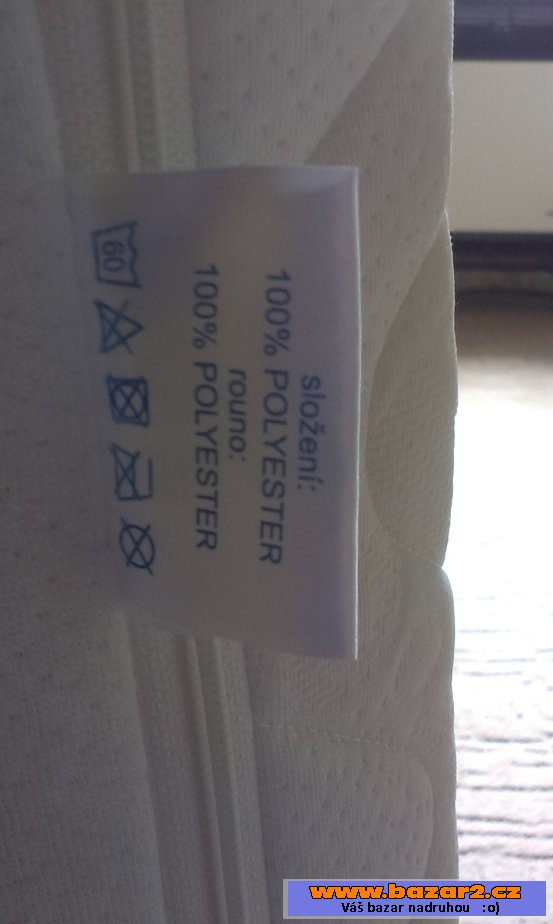 složení:
100% POLYESTER
rouno:
100% POLYESTER
60
www.bazar2.cz
Váš bazar nadruhou :o)